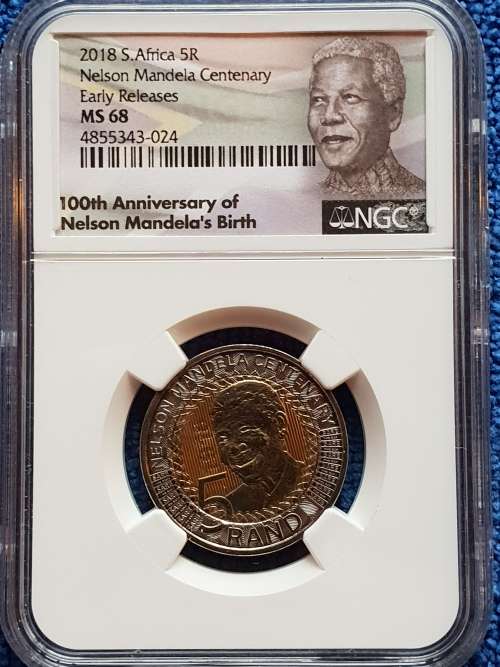 2018 S.Africa 5R
Nelson Mandela Centenary
Early Releases
MS 68
4855343-024
100th Anniversary of
Nelson Mandela's Birth
NGC®
NELSON MANDELA CENTENARY
5
RAND